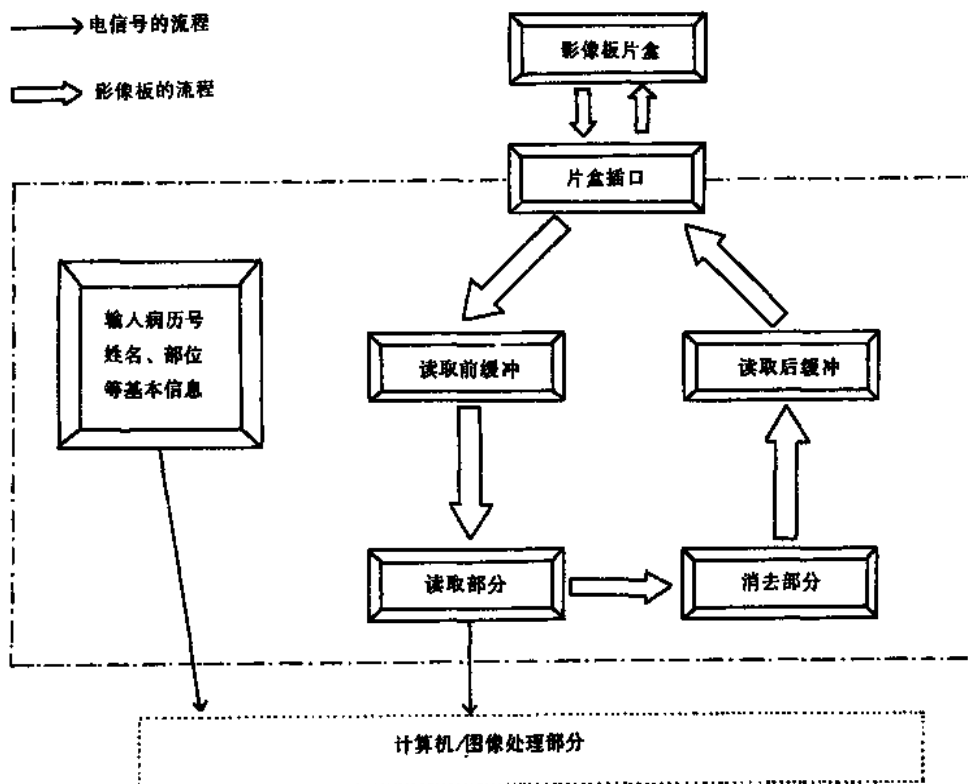 电信号的流程
影像板的流程
影像板片盒
片盒插口
输人病历号
姓名、部位
等基本信息
读取前缓冲
读取后缓冲
读取部分
消去部分
计算机/图像处理部分